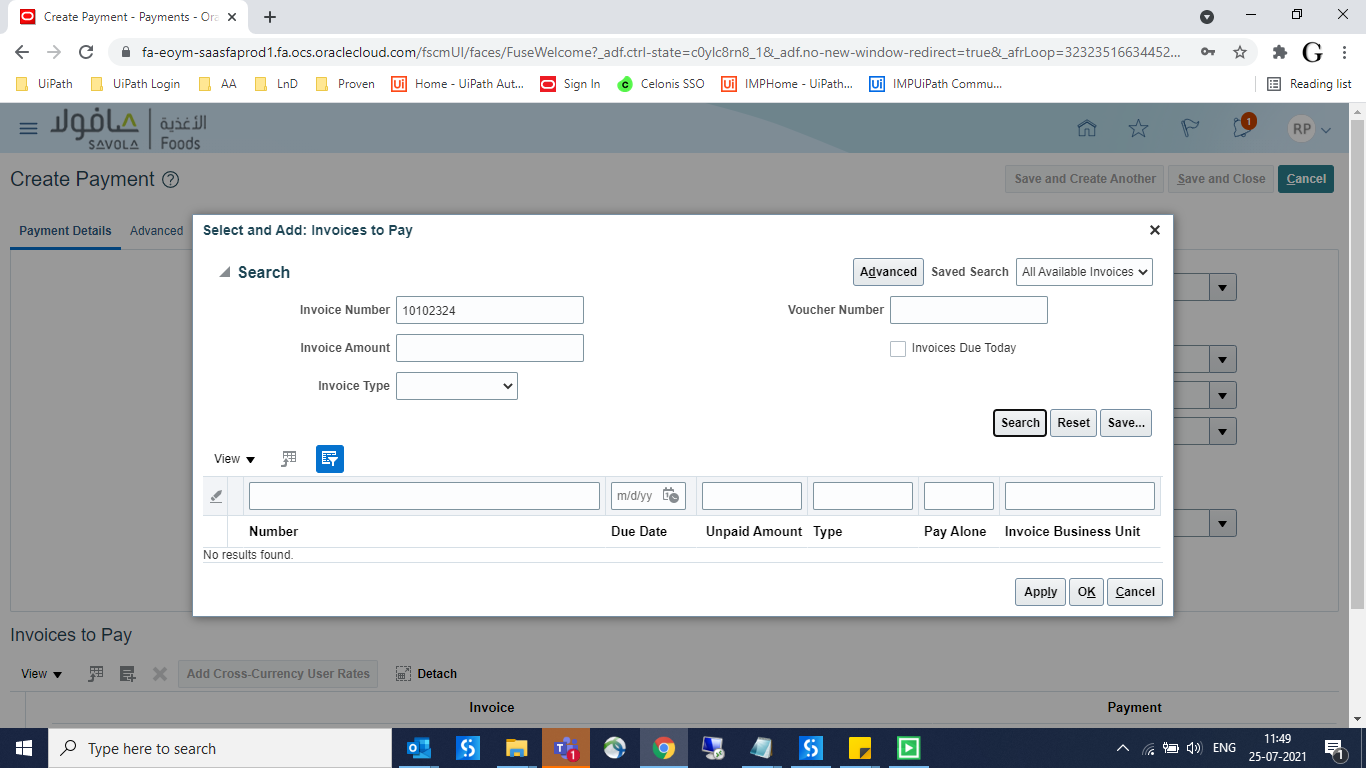 Create Payment - Payments - Ora
fa-eoym-saasfaprod1.fa.ocs.oraclecloud.com/fscmUI/faces/FuseWelcome?_adf.ctrl-state=c0ylc8rn8_1&_adf.no-new-window-redirect=true&_afrLoop=32323516634452...
G
UiPath UiPath Login AA LnD Proven Home - UiPath Aut... Sign In Celonis SSO IMPHome - UiPath... IMPUiPath Commu... Reading list
صافولا الأغذية
SAVOLA Foods
1 RP
Create Payment
Save and Create Another Save and Close Cancel
Payment Details Advanced
Select and Add: Invoices to Pay
Search
Advanced Saved Search All Available Invoices
Invoice Number 10102324 Voucher Number
Invoice Amount Invoices Due Today
Invoice Type
Search Reset Save...
View
m/d/yy
Number Due Date Unpaid Amount Type Pay Alone Invoice Business Unit
No results found.
Apply OK Cancel
Invoices to Pay
View Add Cross-Currency User Rates Detach
Invoice Payment
Type here to search 1 ENG 11:49
25-07-2021 1